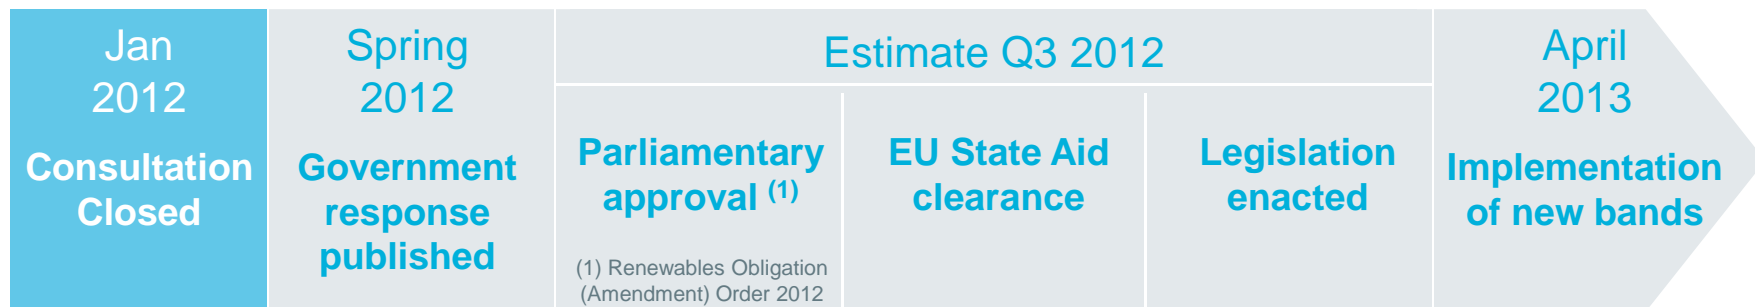 Jan
2012
Consultation
Closed
Spring
2012
Government
response
published
Estimate Q3 2012
Parliamentary
approval (1)
(1) Renewables Obligation
(Amendment) Order 2012
EU State Aid
clearance
Legislation
enacted
April
2013
Implementation
of new bands